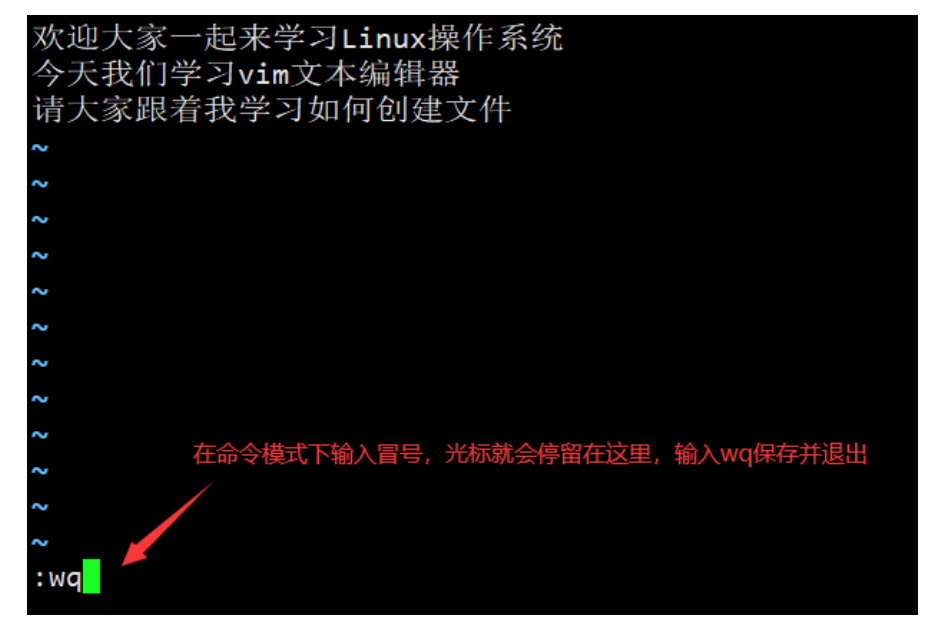 欢迎大家一起来学习Linux操作系统
今天我们学习vim文本编辑器
请大家跟着我学习如何创建文件
~
~
~
~
~
~
~
~
~
在命令模式下输入冒号，光标就会停留在这里，输入wq保存并退出
~
~
~
:wq